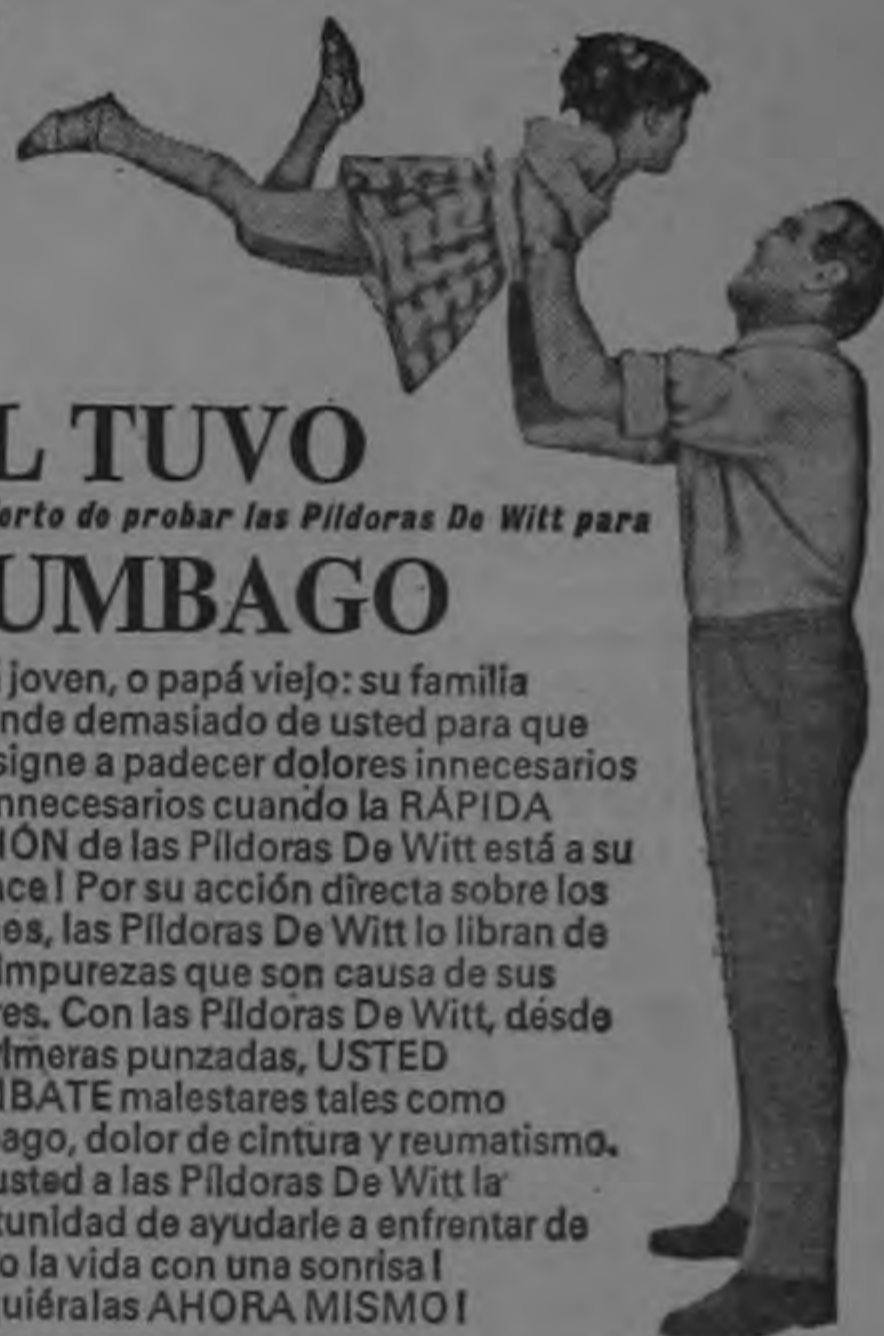 L TUVO
erto de probar las Píldoras De Witt para
UMBAGO
i joven, o papá viejo: su familia
nde demasiado de usted para que
signe a padecer dolores innecesarios
nnecesarios cuando la RÁPIDA
IÓN de las Píldoras De Witt está a su
nce! Por su acción directa sobre los
es, las Píldoras De Witt lo libran de
impurezas que son causa de sus
res. Con las Píldoras De Witt, desde
rimeras punzadas, USTED
BATE malestares tales como
ago, dolor de cintura y reumatismo.
usted a las Píldoras De Witt la
tunidad de ayudarle a enfrentar de
o la vida con una sonrisa!
uiéralas AHORA MISMO!